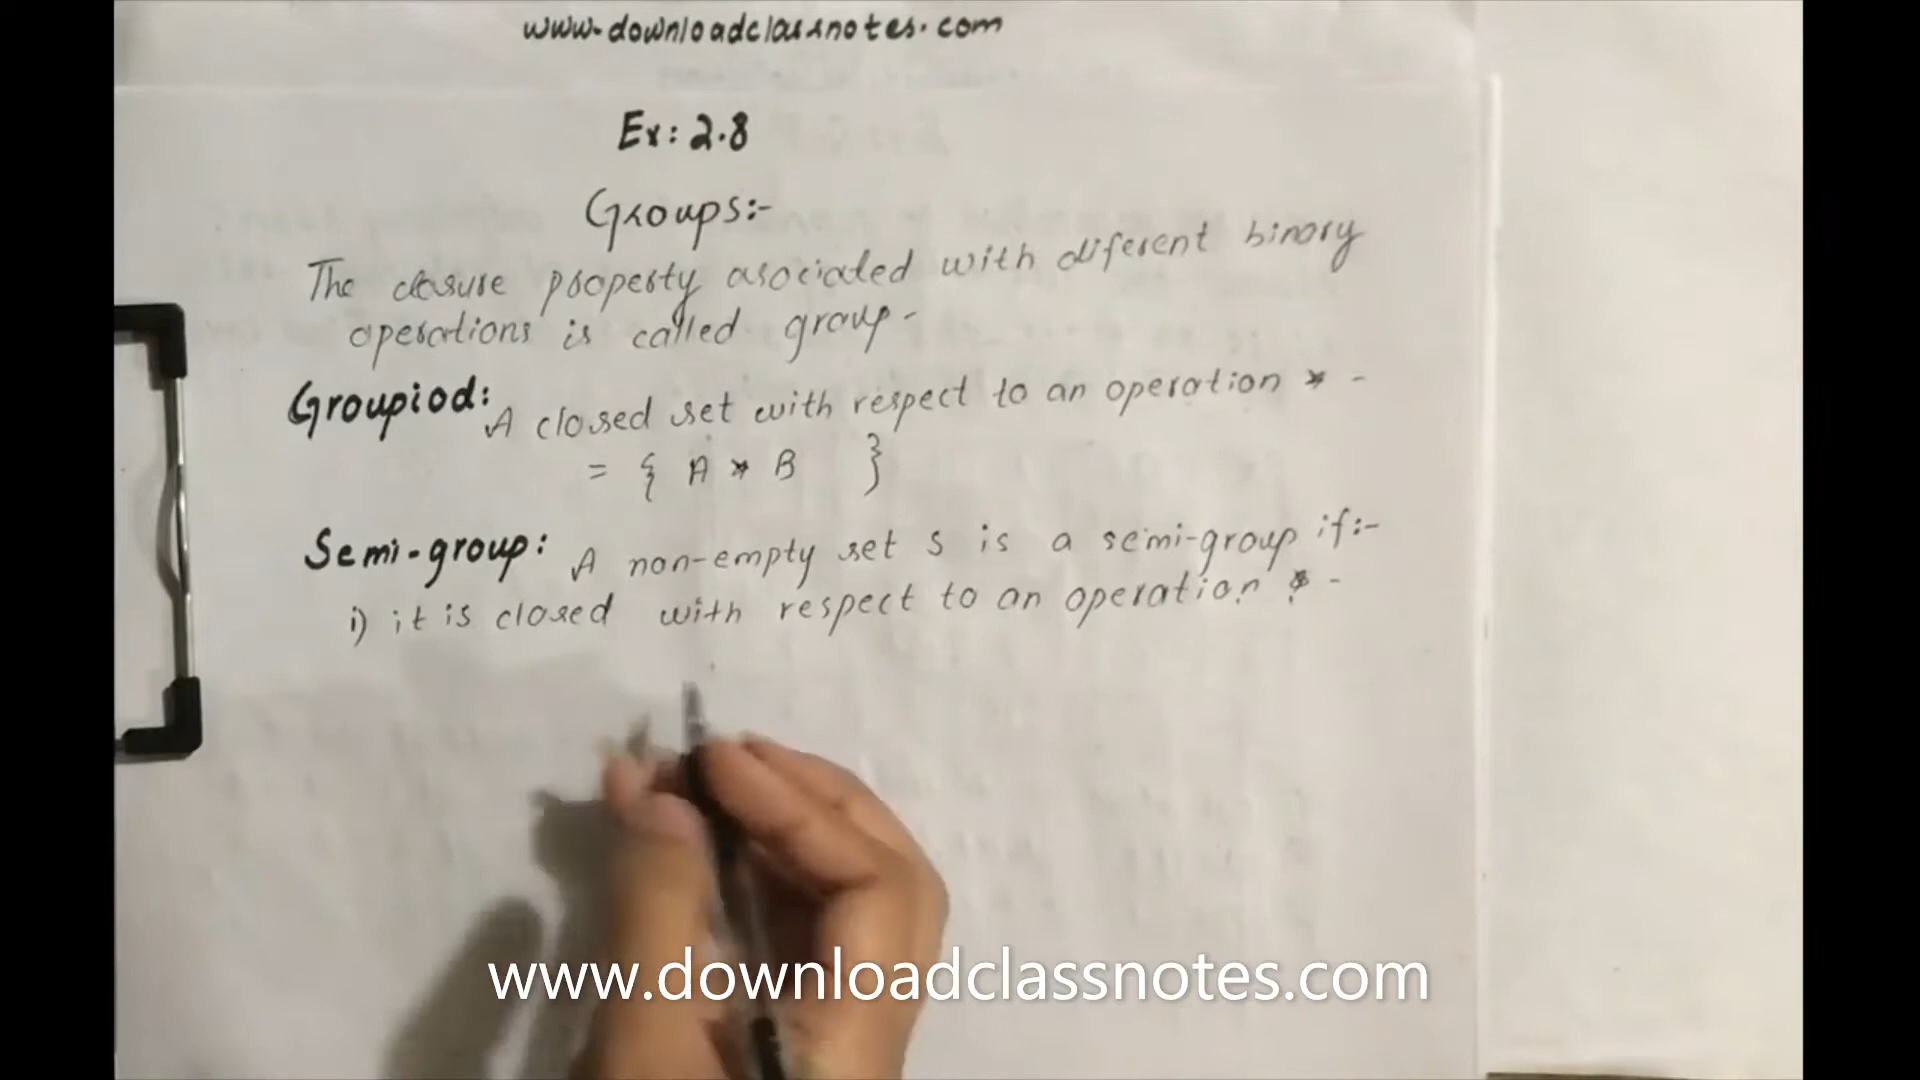 www.downloadclassnotes.com
Ex: 2.8
Groups:-
The closure property asociated with diferent binary
operations is called group-
Groupiod: A closed set with respect to an operation * -
= { A * B }
Semi-group: A non-empty set S is a semi-group if:-
i) it is closed with respect to an operation * -
www.downloadclassnotes.com